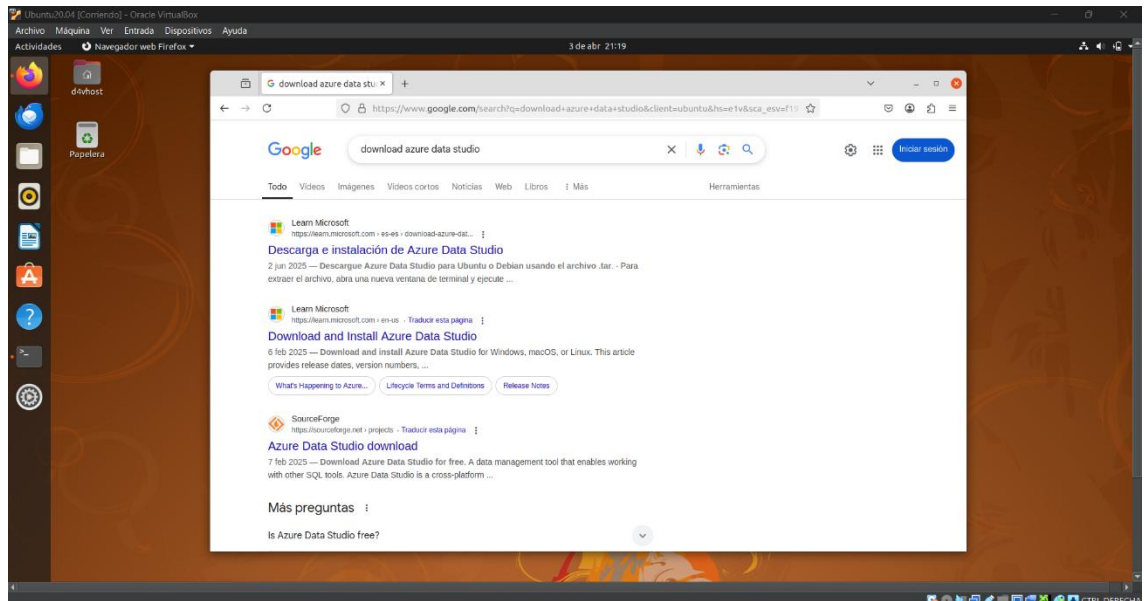 Ubuntu20.04 [Corriendo] - Oracle VirtualBox
Archivo Máquina Ver Entrada Dispositivos Ayuda
Actividades Navegador web Firefox 3 de abr 21:19
d4vhost
Papelera
G download azure data stu
https://www.google.com/search?q=download+azure+data+studio&client=ubuntu&hs=e1v&sca_esv=f19
Google download azure data studio Iniciar sesión
Todo Vídeos Imágenes Vídeos cortos Noticias Web Libros Más Herramientas
Learn Microsoft
https://learn.microsoft.com › es-es › download-azure-dat...
Descarga e instalación de Azure Data Studio
2 jun 2025 — Descargue Azure Data Studio para Ubuntu o Debian usando el archivo .tar. · Para
extraer el archivo, abra una nueva ventana de terminal y ejecute ...
Learn Microsoft
https://learn.microsoft.com › en-us · Traducir esta página
Download and Install Azure Data Studio
6 feb 2025 — Download and install Azure Data Studio for Windows, macOS, or Linux. This article
provides release dates, version numbers, ...
What's Happening to Azure... Lifecycle Terms and Definitions Release Notes
SourceForge
https://sourceforge.net › projects · Traducir esta página
Azure Data Studio download
7 feb 2025 — Download Azure Data Studio for free. A data management tool that enables working
with other SQL tools. Azure Data Studio is a cross-platform ...
Más preguntas
Is Azure Data Studio free?
CTRL DERECHA